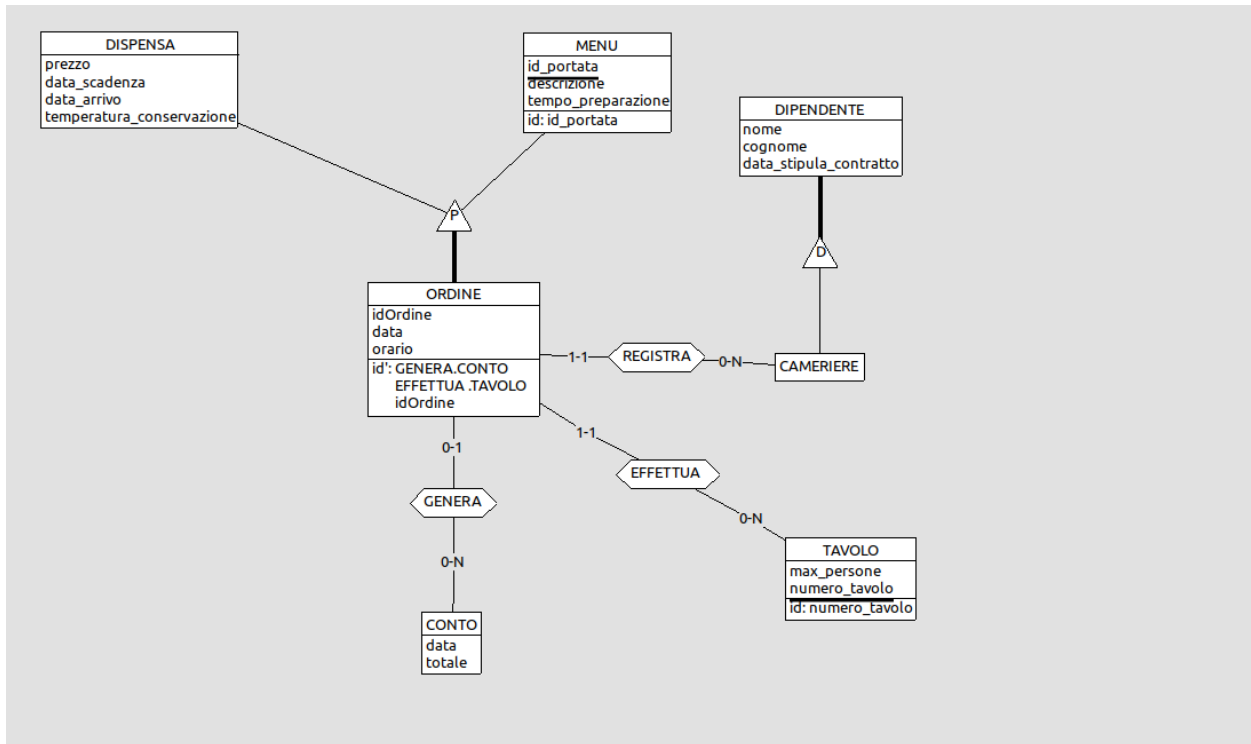 DISPENSA
prezzo
data_scadenza
data_arrivo
temperatura_conservazione
MENU
id_portata
descrizione
tempo_preparazione
id: id_portata
DIPENDENTE
nome
cognome
data_stipula_contratto
P
D
ORDINE
idOrdine
data
orario
id': GENERA.CONTO
EFFETTUA .TAVOLO
idOrdine
1-1
REGISTRA
0-N
CAMERIERE
0-1
GENERA
0-N
1-1
EFFETTUA
0-N
CONTO
data
totale
TAVOLO
max_persone
numero_tavolo
id: numero_tavolo